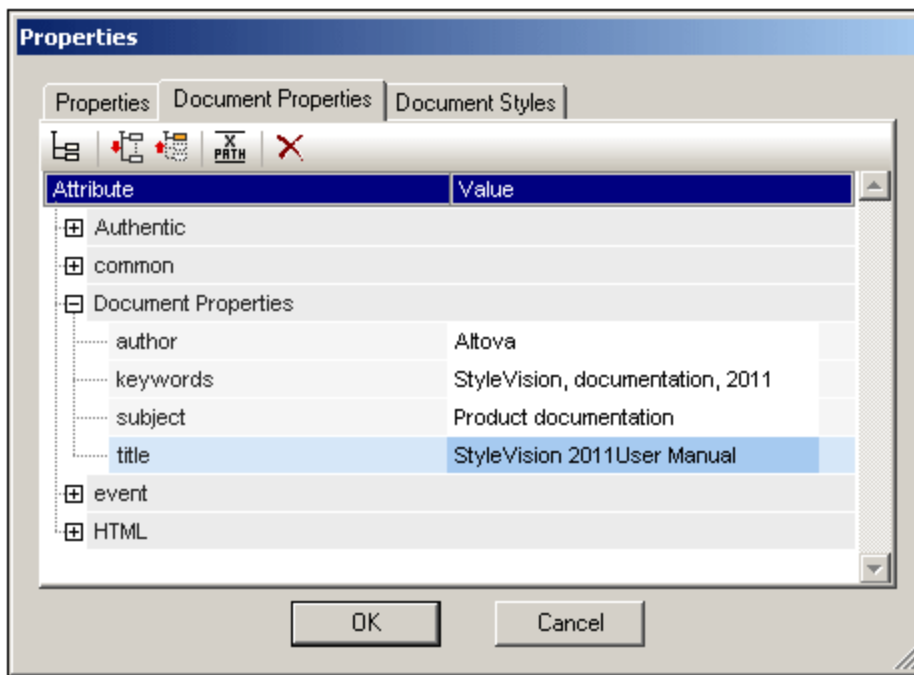 Properties
Properties Document Properties Document Styles
X PATH
Attribute Value
Authentic
common
Document Properties
author Altova
keywords StyleVision, documentation, 2011
subject Product documentation
title StyleVision 2011User Manual
event
HTML
OK Cancel